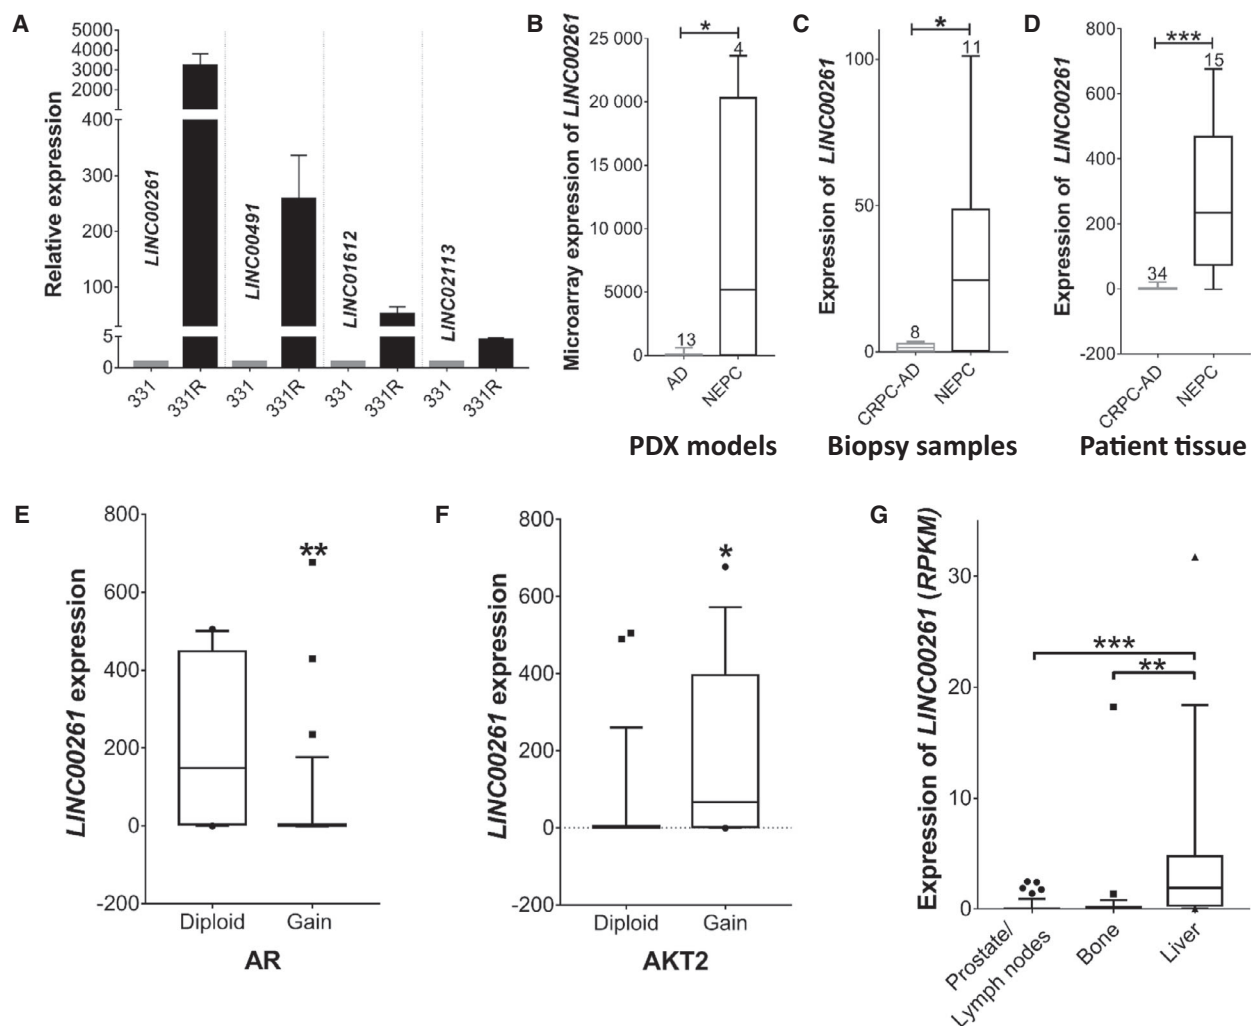 A
Relative expression
5000
4000
3000
2000
400
300
200
100
5
0
LINC00261
LINC00491
LINC01612
LINC02113
331
331R
331
331R
331
331R
331
331R
B
Microarray expression of LINC00261
25 000
20 000
15 000
10 000
5000
0
*
4
13
AD
NEPC
PDX models
C
Expression of LINC00261
100
50
0
*
11
8
CRPC-AD
NEPC
Biopsy samples
D
Expression of LINC00261
800
600
400
200
0
-200
***
15
34
CRPC-AD
NEPC
Patient tissue
E
LINC00261 expression
800
600
400
200
0
-200
**
Diploid
Gain
AR
F
LINC00261 expression
800
600
400
200
0
-200
*
Diploid
Gain
AKT2
G
Expression of LINC00261 (RPKM)
30
20
10
0
***
**
Prostate/
Lymph nodes
Bone
Liver